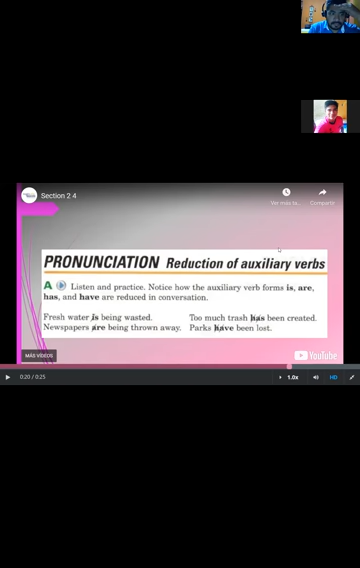 Section 2 4
Ver más ta...
Compartir
PRONUNCIATION Reduction of auxiliary verbs
A Listen and practice. Notice how the auxiliary verb forms is, are,
has, and have are reduced in conversation.
Fresh water is being wasted.
Newspapers are being thrown away.
Too much trash has been created.
Parks have been lost.
MÁS VÍDEOS
YouTube
0:20 / 0:25
1.0x
HD